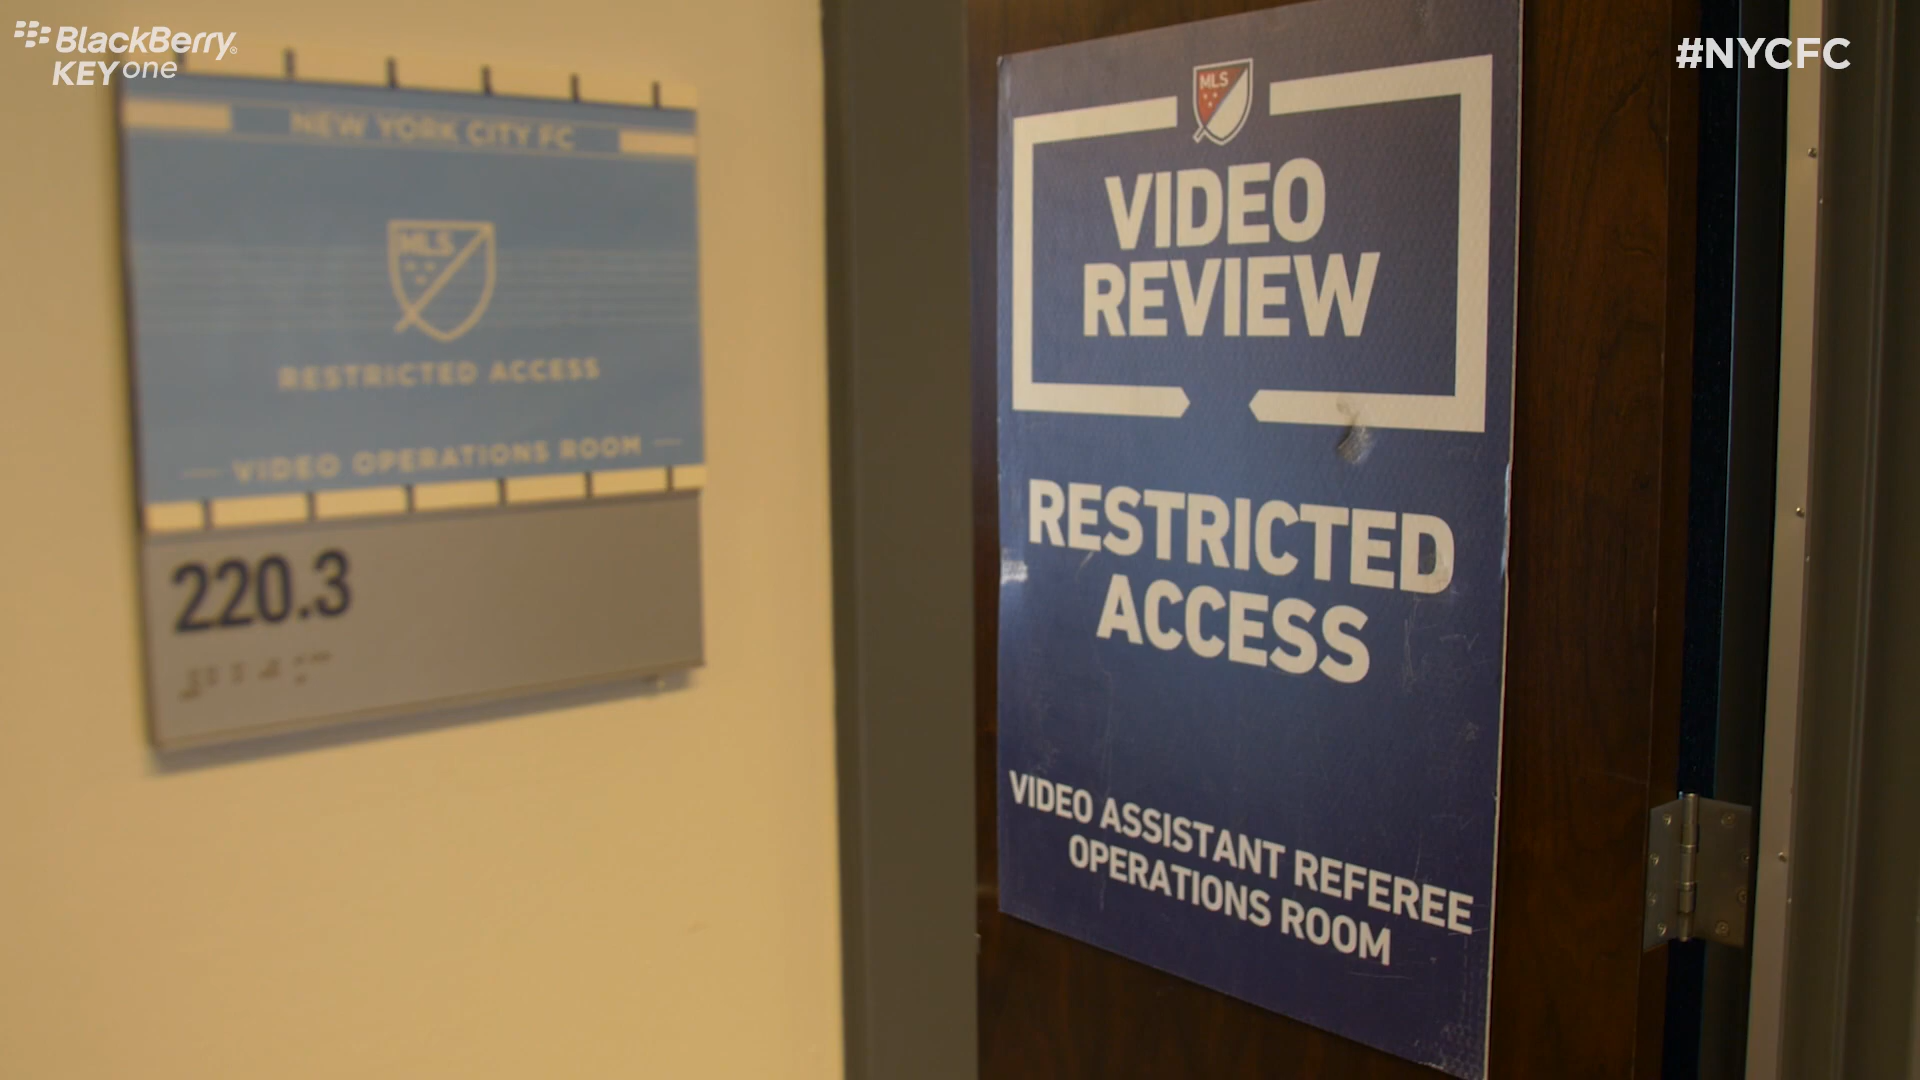 BlackBerry®
KEYone
#NYCFC
NEW YORK CITY FC
MLS
RESTRICTED ACCESS
VIDEO OPERATIONS ROOM
220.3
MLS
VIDEO
REVIEW
RESTRICTED
ACCESS
VIDEO ASSISTANT REFEREE
OPERATIONS ROOM